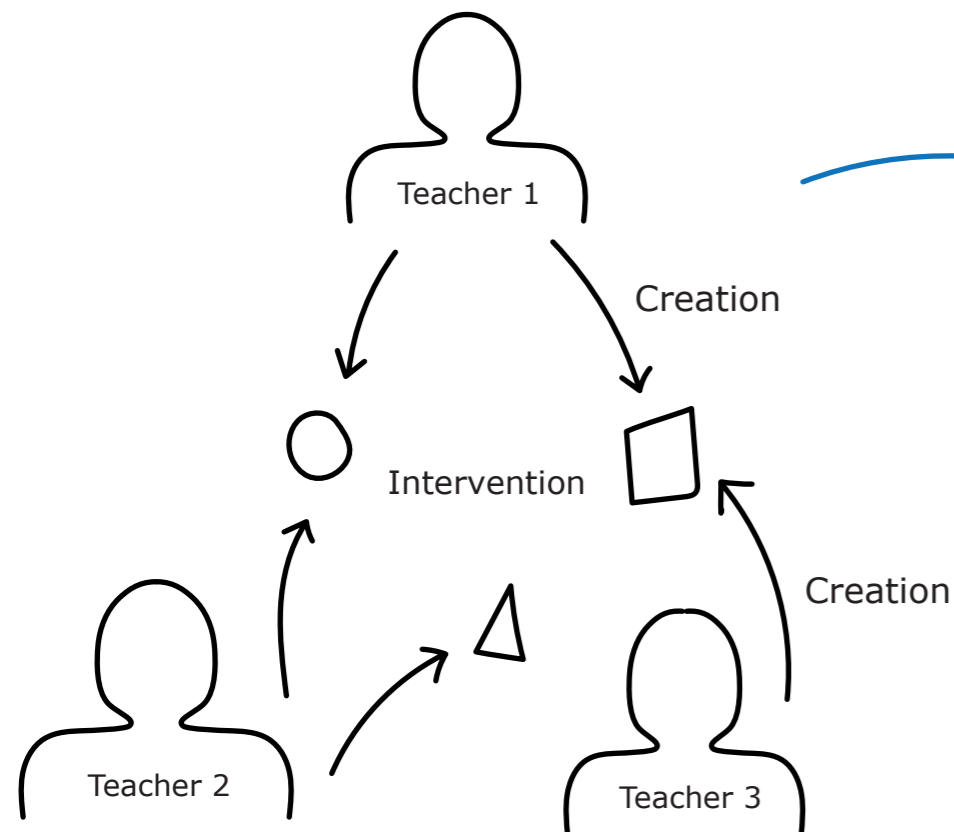 Teacher 1
Creation
Intervention
Creation
Teacher 2
Teacher 3